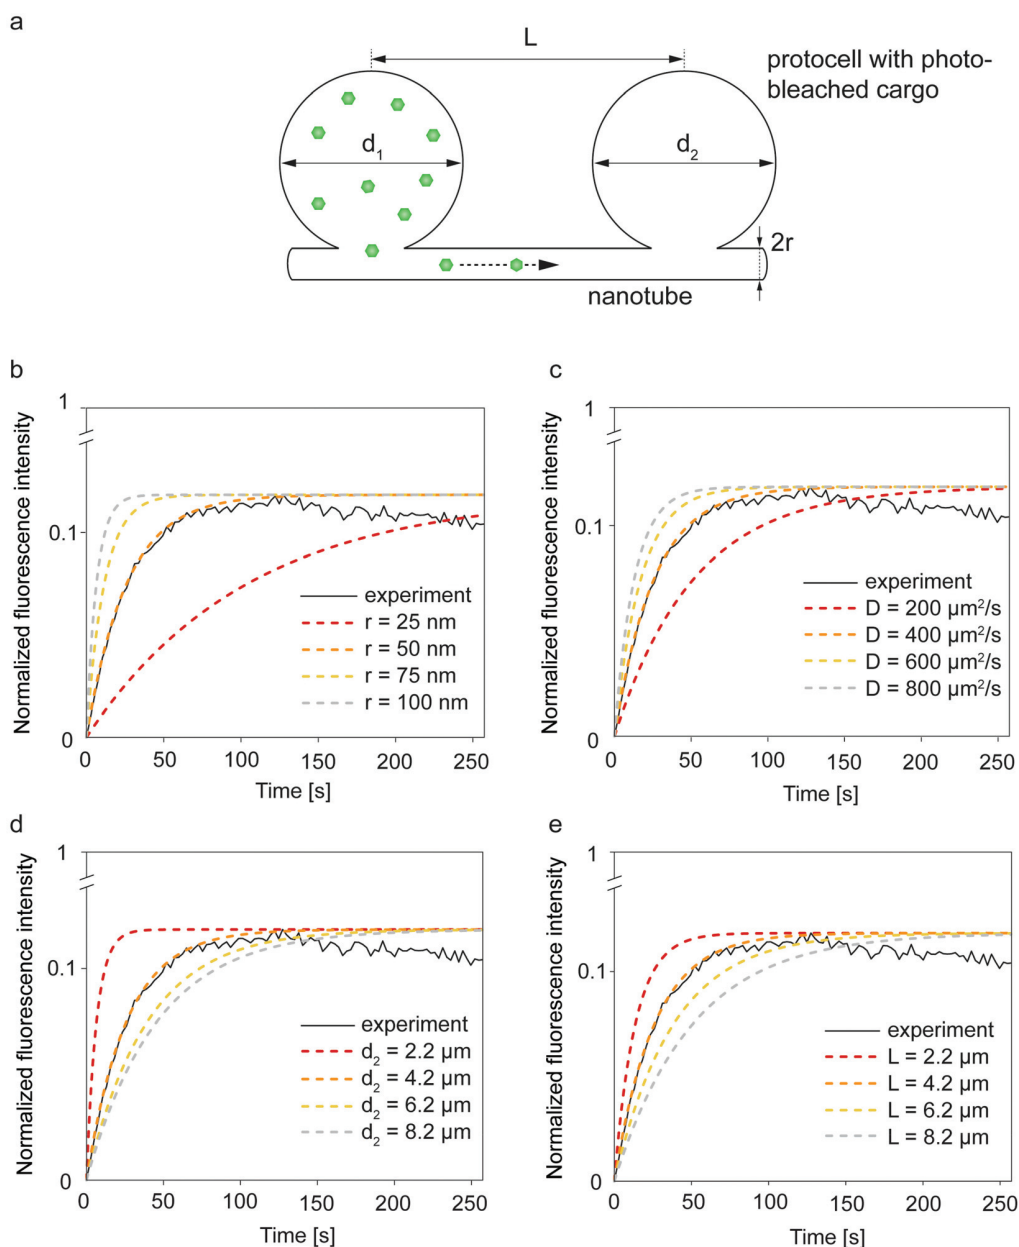 a
L
protocell with photo-
bleached cargo
d1
d2
2r
nanotube
b
Normalized fluorescence intensity
1
0.1
0
experiment
r = 25 nm
r = 50 nm
r = 75 nm
r = 100 nm
0 50 100 150 200 250
Time [s]
c
Normalized fluorescence intensity
1
0.1
0
experiment
D = 200 µm²/s
D = 400 µm²/s
D = 600 µm²/s
D = 800 µm²/s
0 50 100 150 200 250
Time [s]
d
Normalized fluorescence intensity
1
0.1
0
experiment
d2 = 2.2 µm
d2 = 4.2 µm
d2 = 6.2 µm
d2 = 8.2 µm
0 50 100 150 200 250
Time [s]
e
Normalized fluorescence intensity
1
0.1
0
experiment
L = 2.2 µm
L = 4.2 µm
L = 6.2 µm
L = 8.2 µm
0 50 100 150 200 250
Time [s]